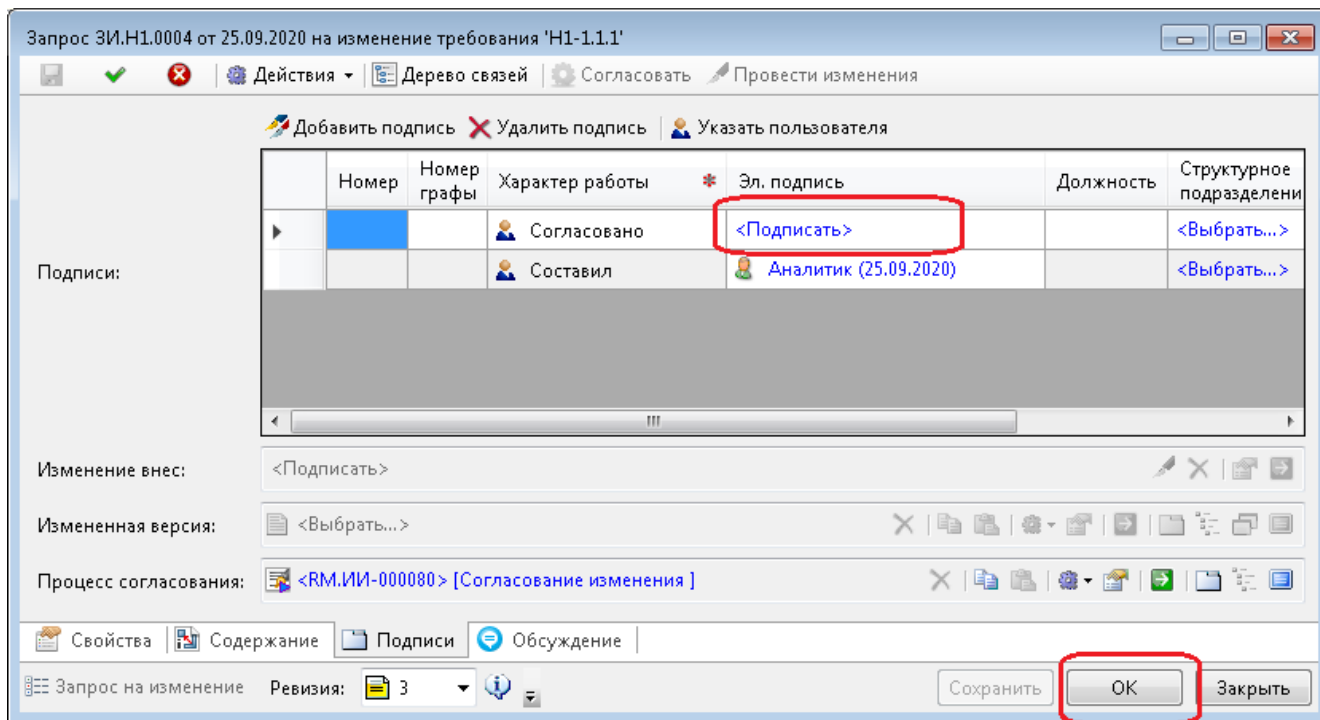 Запрос ЗИ.Н1.0004 от 25.09.2020 на изменение требования 'Н1-1.1.1'
Действия Дерево связей Согласовать Провести изменения
Добавить подпись Удалить подпись Указать пользователя
Номер Номер графы Характер работы * Эл. подпись Должность Структурное подразделени
Согласовано <Подписать> <Выбрать...>
Подписи: Составил Аналитик (25.09.2020) <Выбрать...>
Изменение внес: <Подписать>
Измененная версия: <Выбрать...>
Процесс согласования: <RM.ИИ-000080> [Согласование изменения ]
Свойства Содержание Подписи Обсуждение
Запрос на изменение Ревизия: 3 Сохранить OK Закрыть